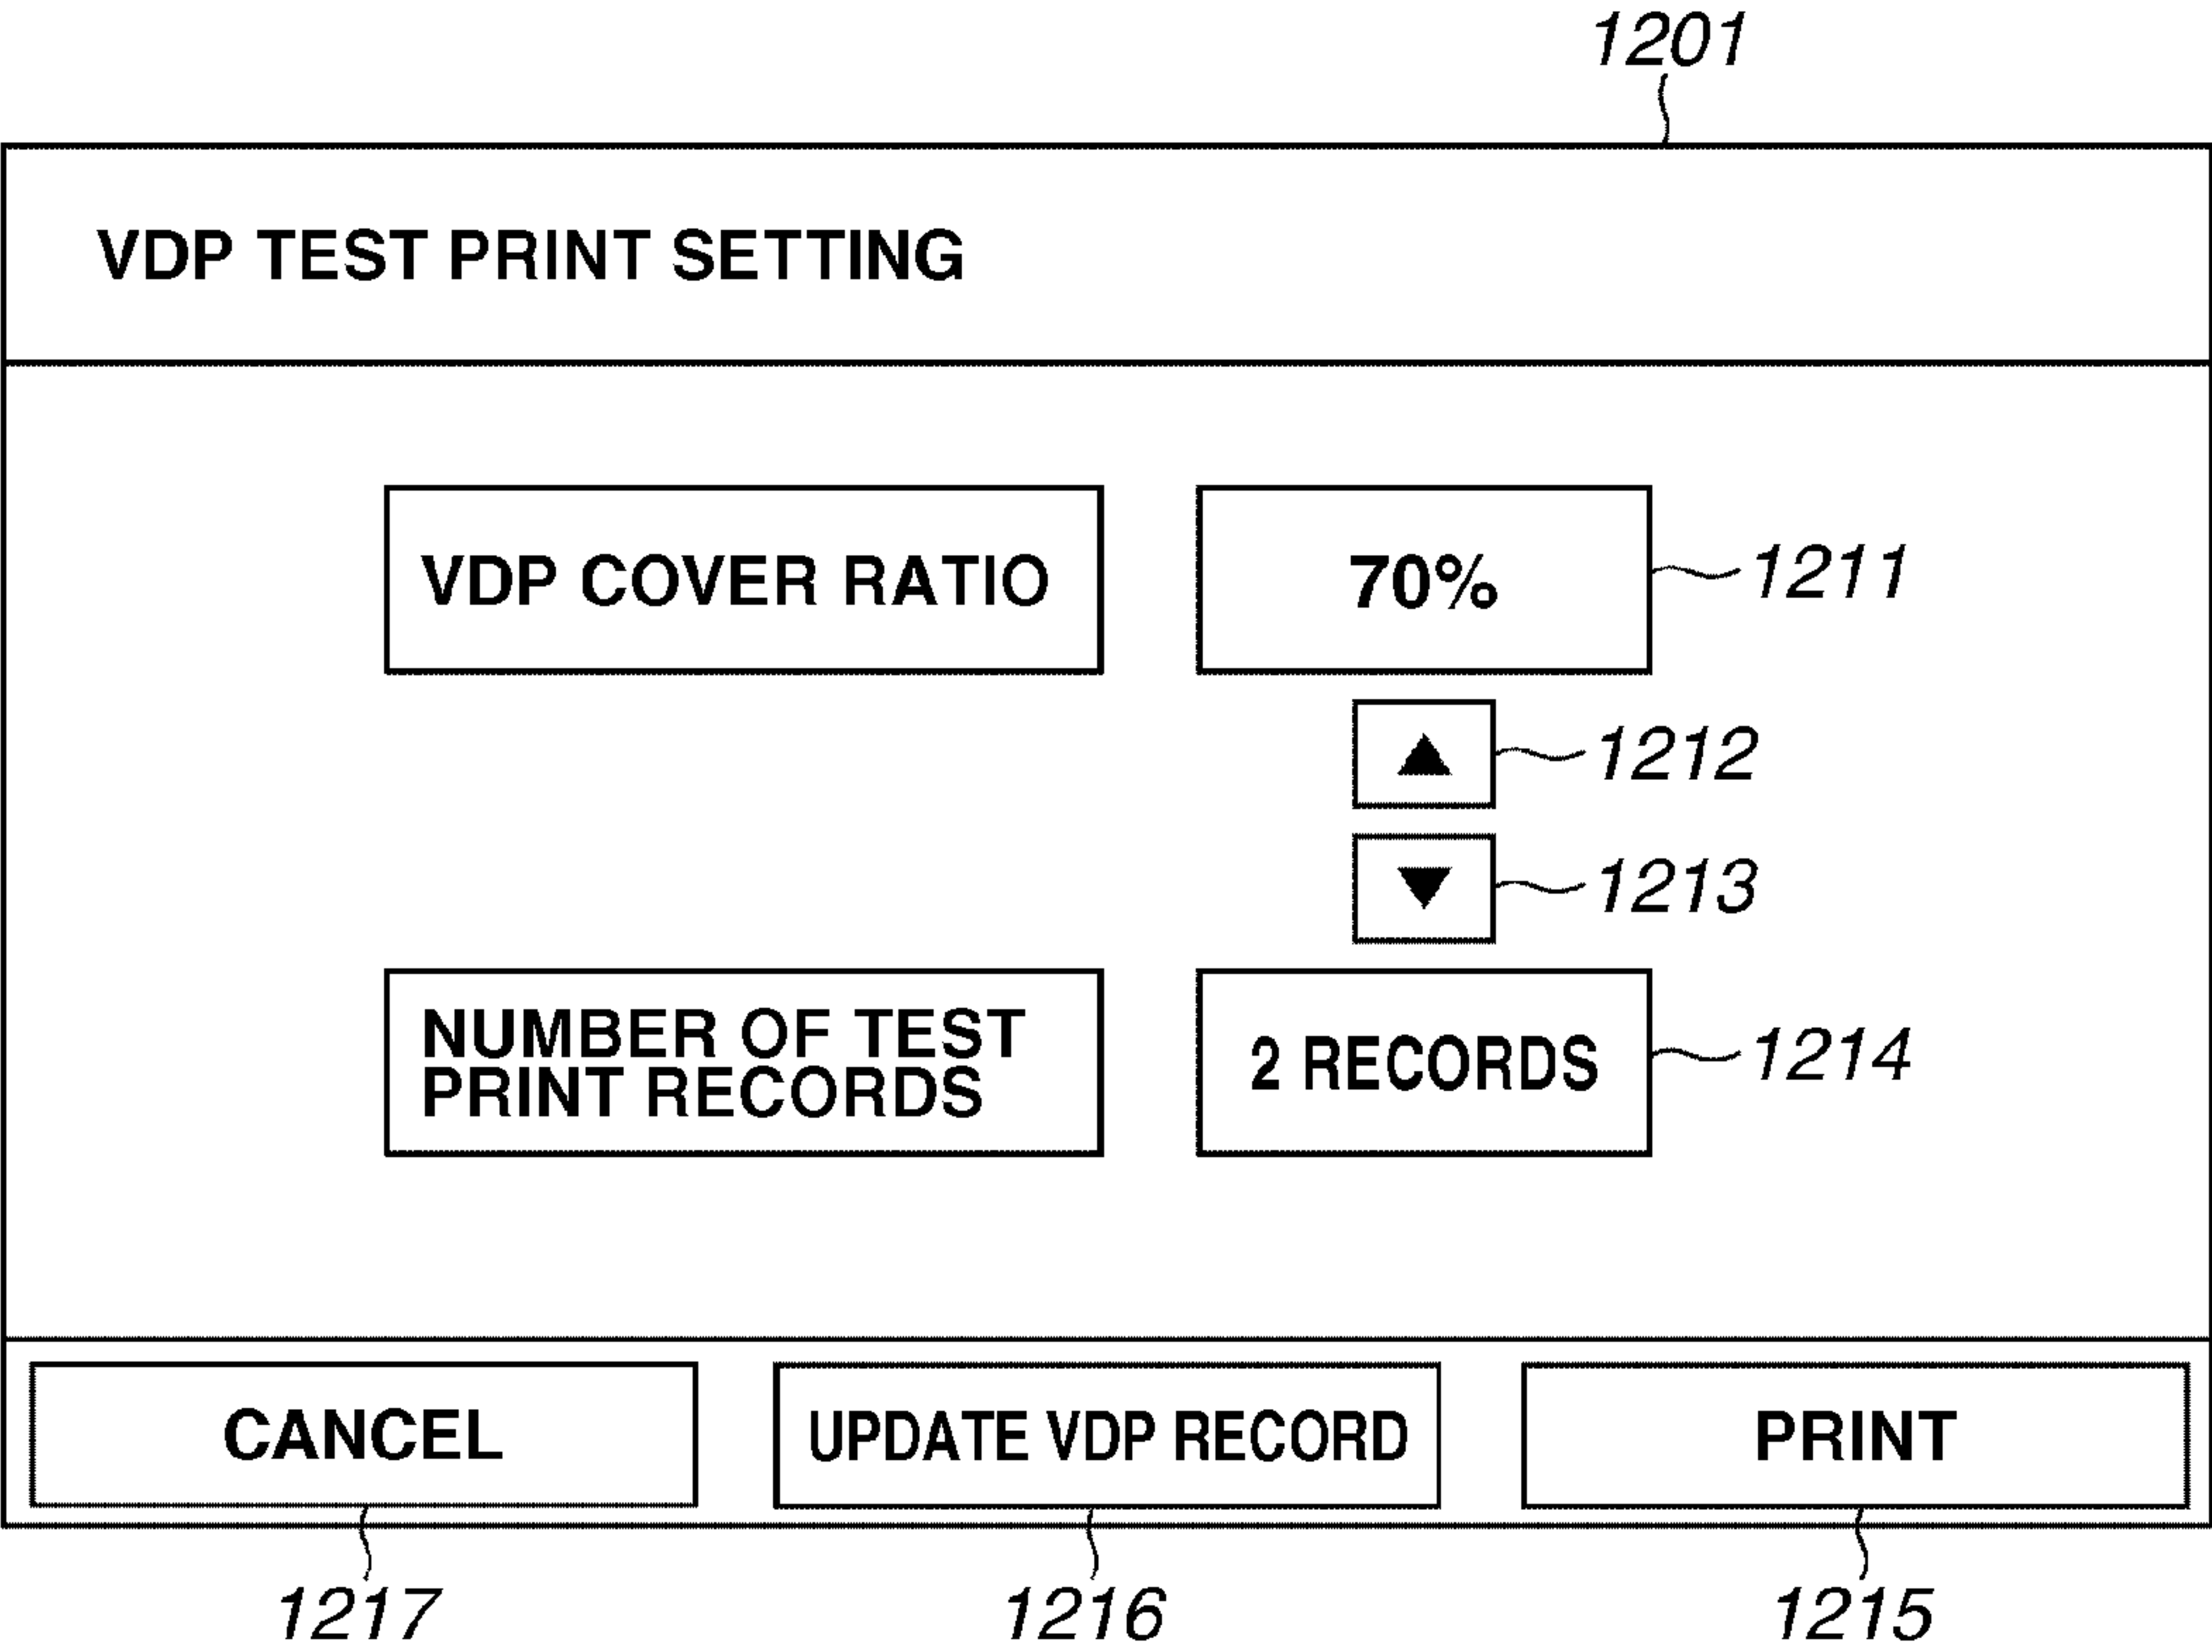 1201
VDP TEST PRINT SETTING
VDP COVER RATIO
70%
1211
▲
1212
▼
1213
NUMBER OF TEST
PRINT RECORDS
2 RECORDS
1214
CANCEL
UPDATE VDP RECORD
PRINT
1217
1216
1215